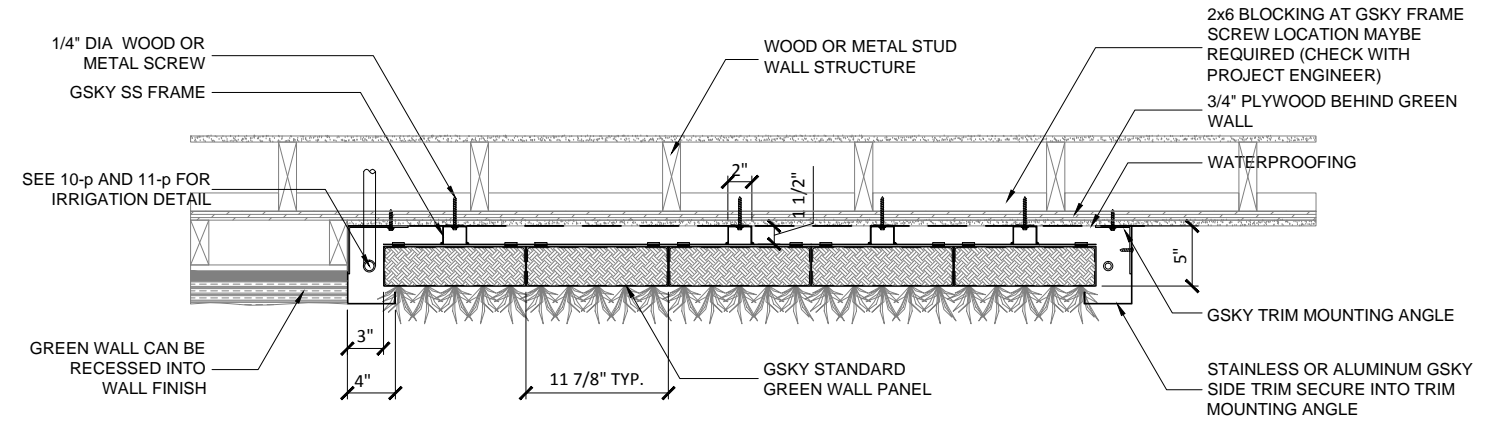 1/4" DIA WOOD OR
METAL SCREW
GSKY SS FRAME
SEE 10-p AND 11-p FOR
IRRIGATION DETAIL
GREEN WALL CAN BE
RECESSED INTO
WALL FINISH
WOOD OR METAL STUD
WALL STRUCTURE
2x6 BLOCKING AT GSKY FRAME
SCREW LOCATION MAYBE
REQUIRED (CHECK WITH
PROJECT ENGINEER)
3/4" PLYWOOD BEHIND GREEN
WALL
WATERPROOFING
2"
1 1/2"
5"
3"
4"
11 7/8" TYP.
GSKY STANDARD
GREEN WALL PANEL
GSKY TRIM MOUNTING ANGLE
STAINLESS OR ALUMINUM GSKY
SIDE TRIM SECURE INTO TRIM
MOUNTING ANGLE